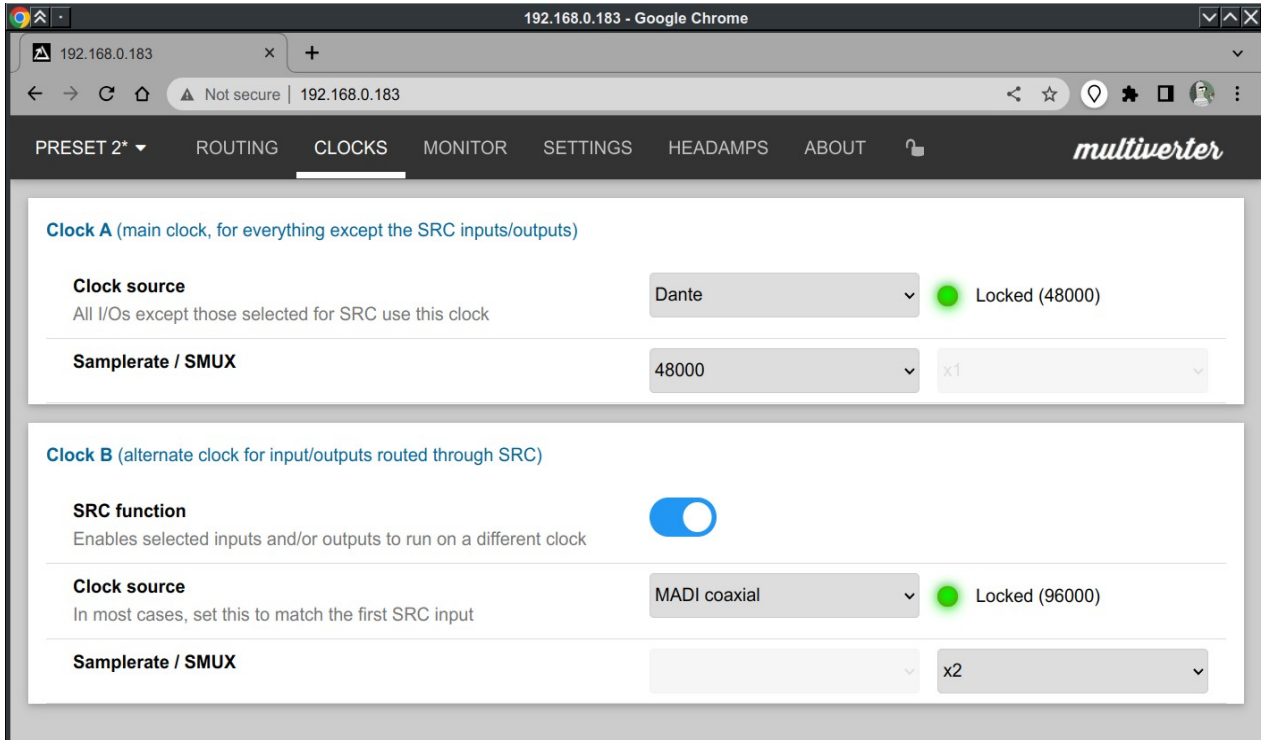 192.168.0.183 - Google Chrome
192.168.0.183
Not secure | 192.168.0.183
PRESET 2* ROUTING CLOCKS MONITOR SETTINGS HEADAMPS ABOUT multiverter
Clock A (main clock, for everything except the SRC inputs/outputs)
Clock source
All I/Os except those selected for SRC use this clock
Dante
Locked (48000)
Samplerate / SMUX
48000
x1
Clock B (alternate clock for input/outputs routed through SRC)
SRC function
Enables selected inputs and/or outputs to run on a different clock
Clock source
In most cases, set this to match the first SRC input
MADI coaxial
Locked (96000)
Samplerate / SMUX
x2